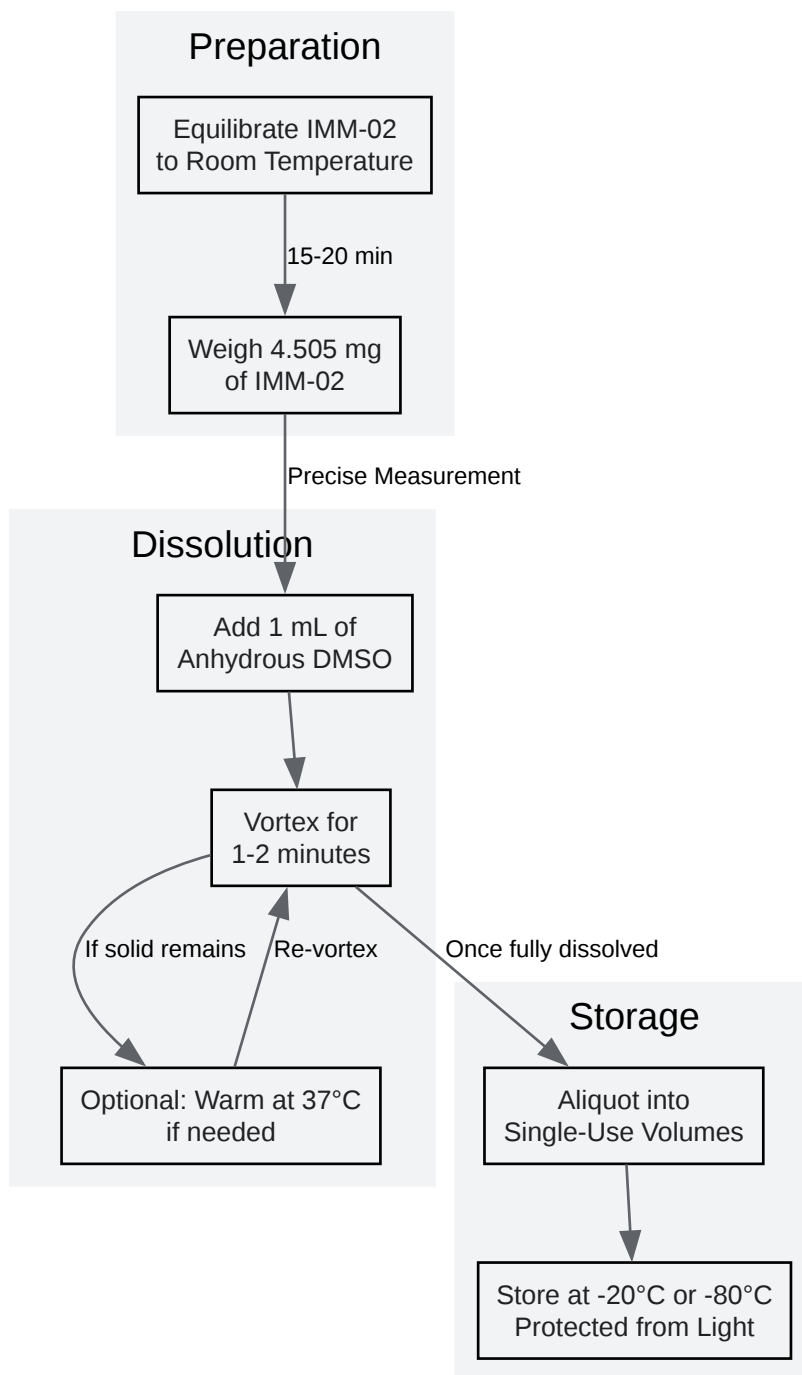 Preparation
Equilibrate IMM-02
to Room Temperature
15-20 min
Weigh 4.505 mg
of IMM-02
Precise Measurement
Dissolution
Add 1 mL of
Anhydrous DMSO
Vortex for
1-2 minutes
If solid remains
Re-vortex
Once fully dissolved
Optional: Warm at 37°C
if needed
Storage
Aliquot into
Single-Use Volumes
Store at -20°C or -80°C
Protected from Light